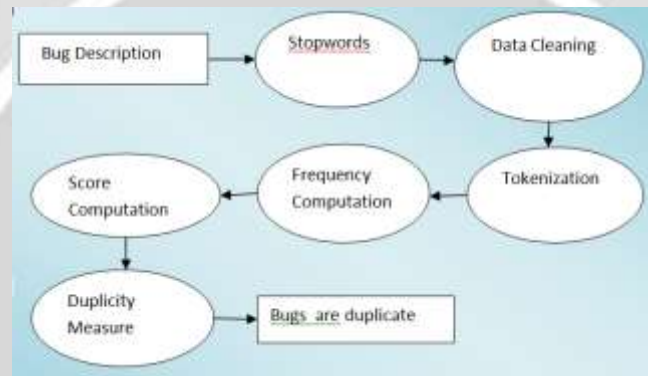 Bug Description
Stopwords
Data Cleaning
Tokenization
Frequency
Computation
Score
Computation
Duplicity
Measure
Bugs are duplicate